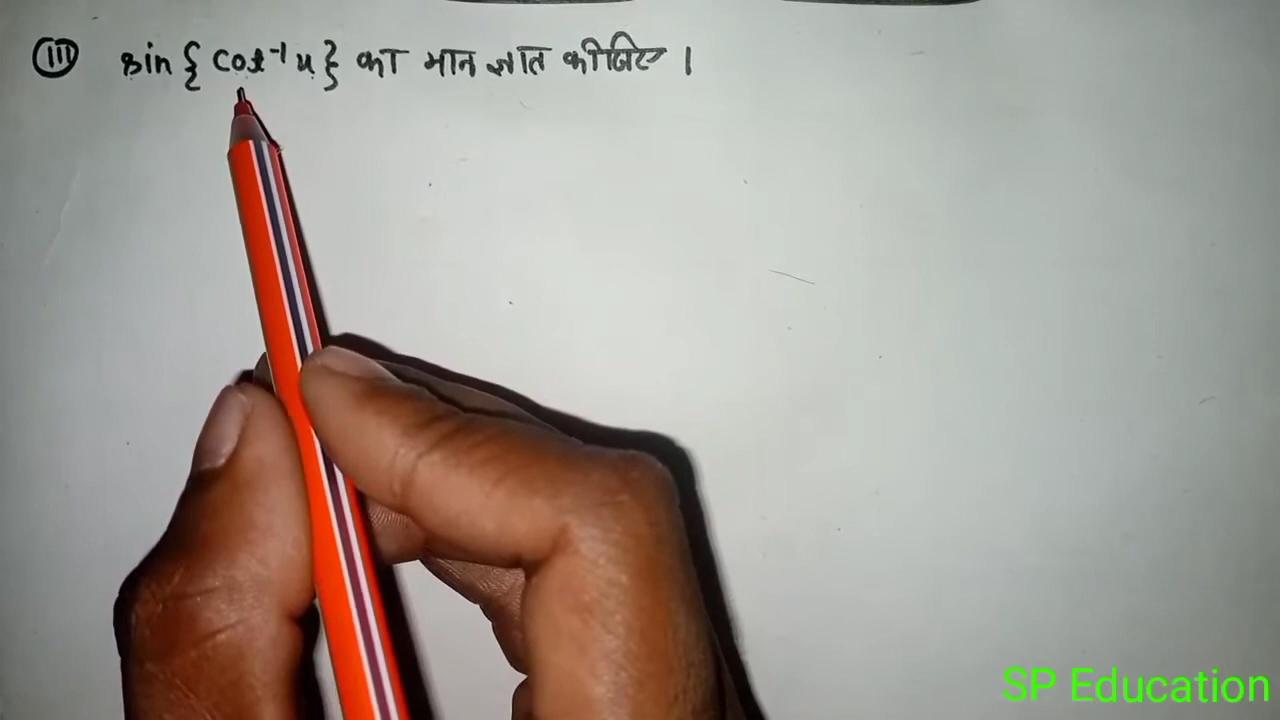 (iii) sin{cot⁻¹x} का मान ज्ञात कीजिए।
SP Education